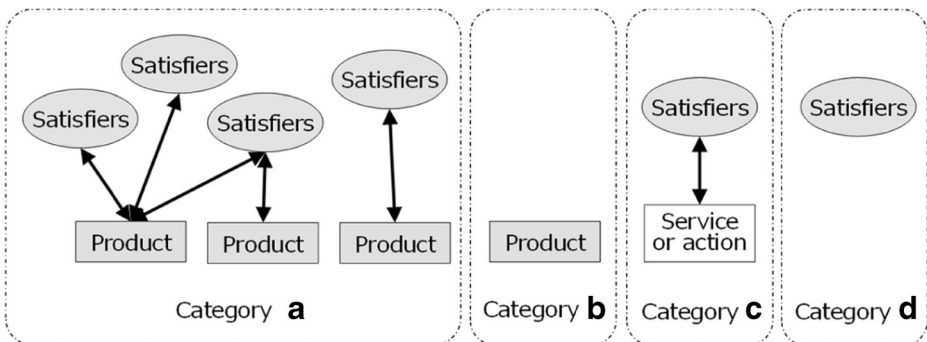 Satisfiers
Satisfiers
Satisfiers
Satisfiers
Product
Product
Product
Category a
Product
Category b
Satisfiers
Service
or action
Category c
Satisfiers
Category d